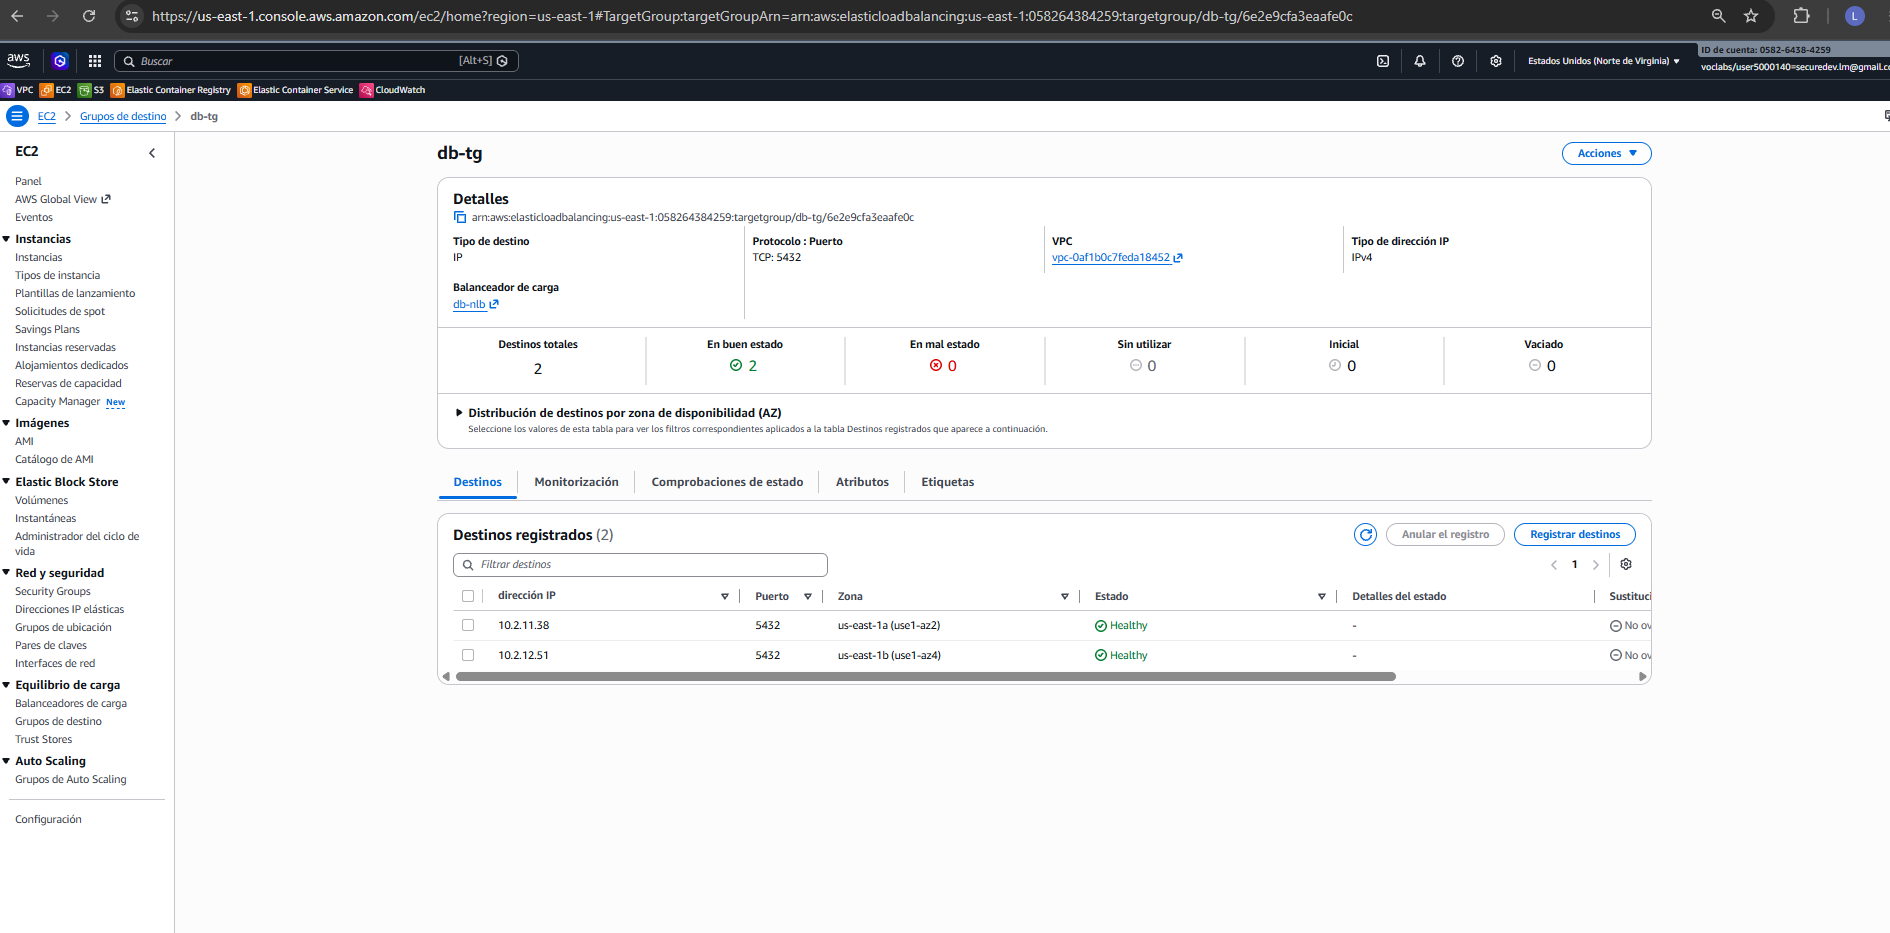 https://us-east-1.console.aws.amazon.com/ec2/home?region=us-east-1#TargetGroup:targetGroupArn=arn:aws:elasticloadbalancing:us-east-1:058264384259:targetgroup/db-tg/6e2e9cfa3eaafe0c
L
aws
Buscar
[Alt+S]
Estados Unidos (Norte de Virginia)
ID de cuenta: 0582-6438-4259
voclabs/user5000140=securedev.lm@gmail.co
VPC EC2 S3 Elastic Container Registry Elastic Container Service CloudWatch
EC2 Grupos de destino db-tg
EC2
Panel
AWS Global View
Eventos
Instancias
Instancias
Tipos de instancia
Plantillas de lanzamiento
Solicitudes de spot
Savings Plans
Instancias reservadas
Alojamientos dedicados
Reservas de capacidad
Capacity Manager New
Imágenes
AMI
Catálogo de AMI
Elastic Block Store
Volúmenes
Instantáneas
Administrador del ciclo de
vida
Red y seguridad
Security Groups
Direcciones IP elásticas
Grupos de ubicación
Pares de claves
Interfaces de red
Equilibrio de carga
Balanceadores de carga
Grupos de destino
Trust Stores
Auto Scaling
Grupos de Auto Scaling
Configuración
db-tg
Acciones
Detalles
arn:aws:elasticloadbalancing:us-east-1:058264384259:targetgroup/db-tg/6e2e9cfa3eaafe0c
Tipo de destino
IP
Protocolo : Puerto
TCP: 5432
VPC
vpc-0af1b0c7feda18452
Tipo de dirección IP
IPv4
Balanceador de carga
db-nlb
Destinos totales
2
En buen estado
2
En mal estado
0
Sin utilizar
0
Inicial
0
Vaciado
0
Distribución de destinos por zona de disponibilidad (AZ)
Seleccione los valores de esta tabla para ver los filtros correspondientes aplicados a la tabla Destinos registrados que aparece a continuación.
Destinos Monitorización Comprobaciones de estado Atributos Etiquetas
Destinos registrados (2)
Anular el registro
Registrar destinos
Filtrar destinos
1
dirección IP Puerto Zona Estado Detalles del estado Sustituci
10.2.11.38 5432 us-east-1a (use1-az2) Healthy - No ov
10.2.12.51 5432 us-east-1b (use1-az4) Healthy - No ov